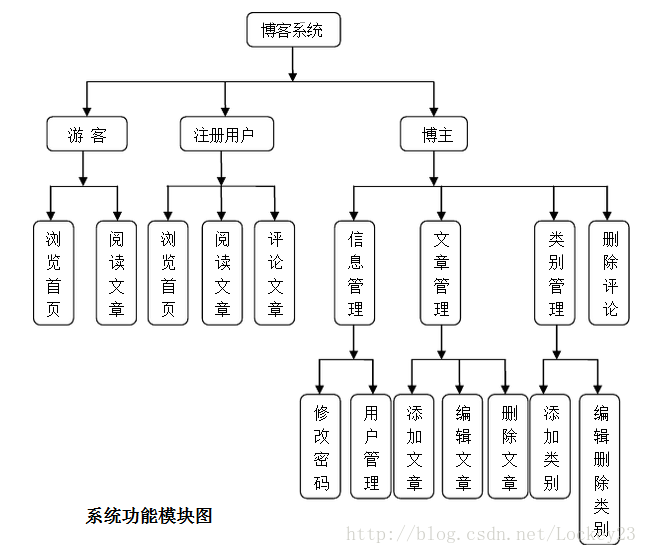 博客系统
游 客
注册用户
博主
浏览首页
阅读文章
浏览首页
阅读文章
评论文章
信息管理
文章管理
类别管理
删除评论
修改密码
用户管理
添加文章
编辑文章
删除文章
添加类别
编辑删除类别
系统功能模块图
http://blog.csdn.net/Lockey23